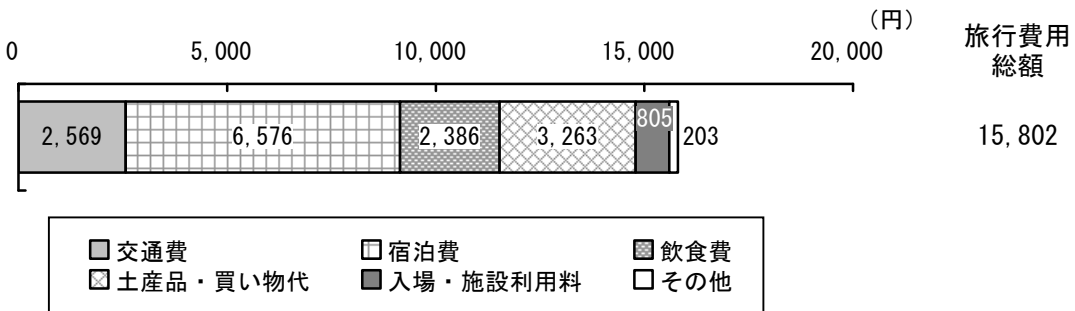 (円)
0 5,000 10,000 15,000 20,000
旅行費用
総額
2,569 6,576 2,386 3,263 805 203 15,802
交通費 宿泊費 飲食費
土産品・買い物代 入場・施設利用料 その他